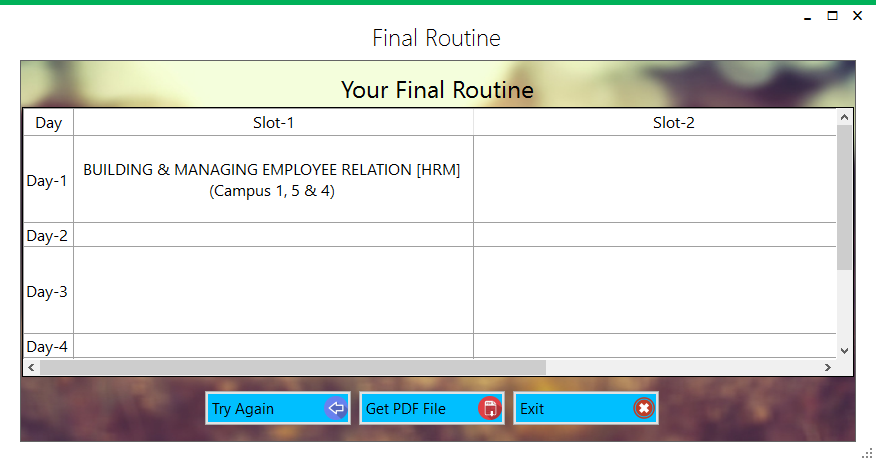 Final Routine
Your Final Routine
Day Slot-1 Slot-2
Day-1 BUILDING & MANAGING EMPLOYEE RELATION [HRM]
(Campus 1, 5 & 4)
Day-2
Day-3
Day-4
Try Again Get PDF File Exit